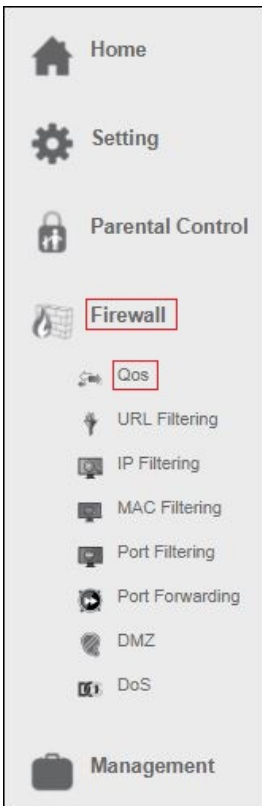 Home
Setting
Parental Control
Firewall
Qos
URL Filtering
IP Filtering
MAC Filtering
Port Filtering
Port Forwarding
DMZ
DoS
Management